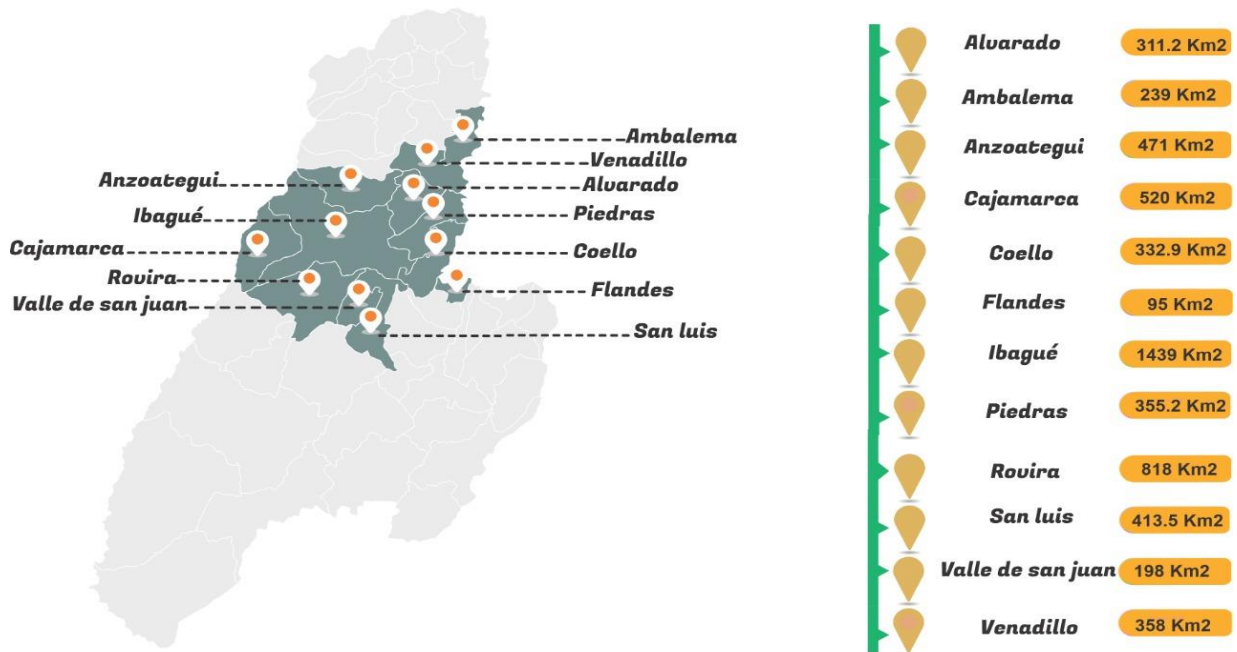 Ambalema
Venadillo
Anzoategui
Alvarado
Ibagué
Piedras
Cajamarca
Coello
Rovira
Flandes
Valle de san juan
San luis
Alvarado 311.2 Km2
Ambalema 239 Km2
Anzoategui 471 Km2
Cajamarca 520 Km2
Coello 332.9 Km2
Flandes 95 Km2
Ibagué 1439 Km2
Piedras 355.2 Km2
Rovira 818 Km2
San luis 413.5 Km2
Valle de san juan 198 Km2
Venadillo 358 Km2